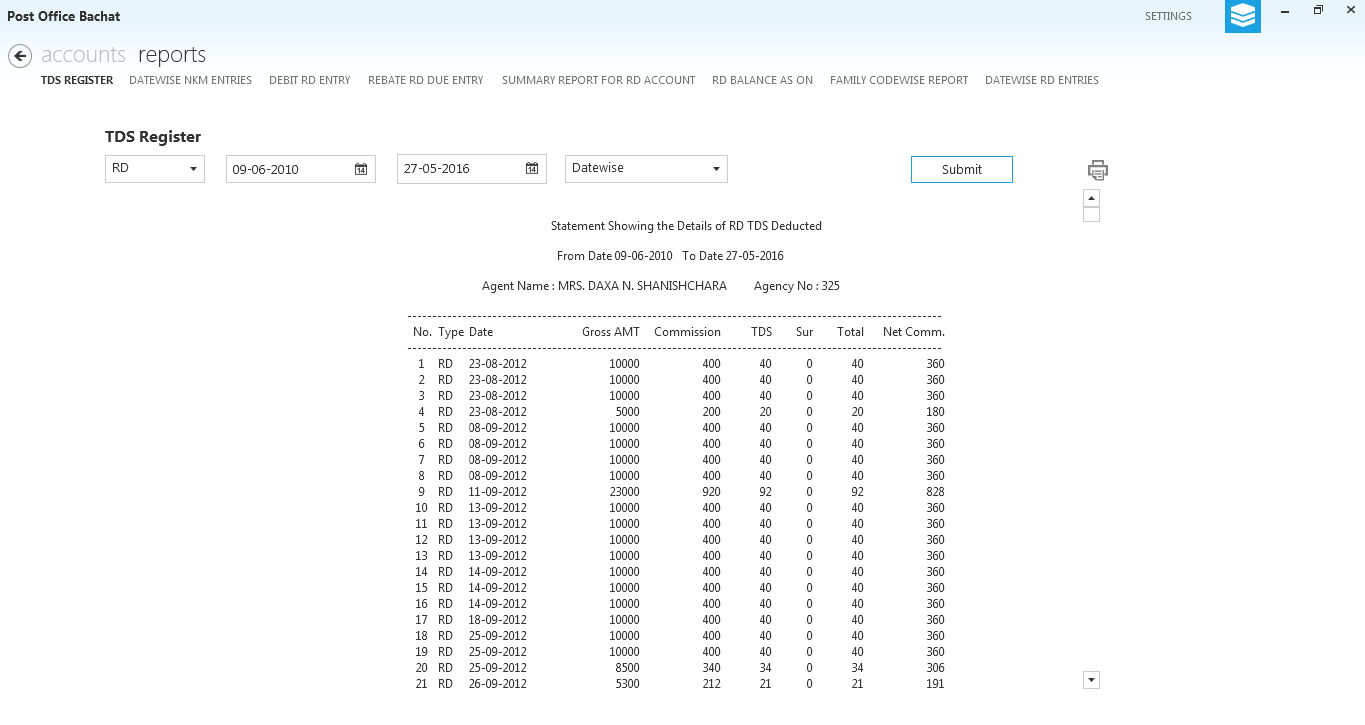 Post Office Bachat
SETTINGS
accounts reports
TDS REGISTER DATEWISE NKM ENTRIES DEBIT RD ENTRY REBATE RD DUE ENTRY SUMMARY REPORT FOR RD ACCOUNT RD BALANCE AS ON FAMILY CODEWISE REPORT DATEWISE RD ENTRIES
TDS Register
RD 09-06-2010 14 27-05-2016 14 Datewise Submit
Statement Showing the Details of RD TDS Deducted
From Date 09-06-2010 To Date 27-05-2016
Agent Name : MRS. DAXA N. SHANISHCHARA Agency No : 325
No. Type Date Gross AMT Commission TDS Sur Total Net Comm.
1 RD 23-08-2012 10000 400 40 0 40 360
2 RD 23-08-2012 10000 400 40 0 40 360
3 RD 23-08-2012 10000 400 40 0 40 360
4 RD 23-08-2012 5000 200 20 0 20 180
5 RD 08-09-2012 10000 400 40 0 40 360
6 RD 08-09-2012 10000 400 40 0 40 360
7 RD 08-09-2012 10000 400 40 0 40 360
8 RD 08-09-2012 10000 400 40 0 40 360
9 RD 11-09-2012 23000 920 92 0 92 828
10 RD 13-09-2012 10000 400 40 0 40 360
11 RD 13-09-2012 10000 400 40 0 40 360
12 RD 13-09-2012 10000 400 40 0 40 360
13 RD 13-09-2012 10000 400 40 0 40 360
14 RD 14-09-2012 10000 400 40 0 40 360
15 RD 14-09-2012 10000 400 40 0 40 360
16 RD 14-09-2012 10000 400 40 0 40 360
17 RD 18-09-2012 10000 400 40 0 40 360
18 RD 25-09-2012 10000 400 40 0 40 360
19 RD 25-09-2012 10000 400 40 0 40 360
20 RD 25-09-2012 8500 340 34 0 34 306
21 RD 26-09-2012 5300 212 21 0 21 191